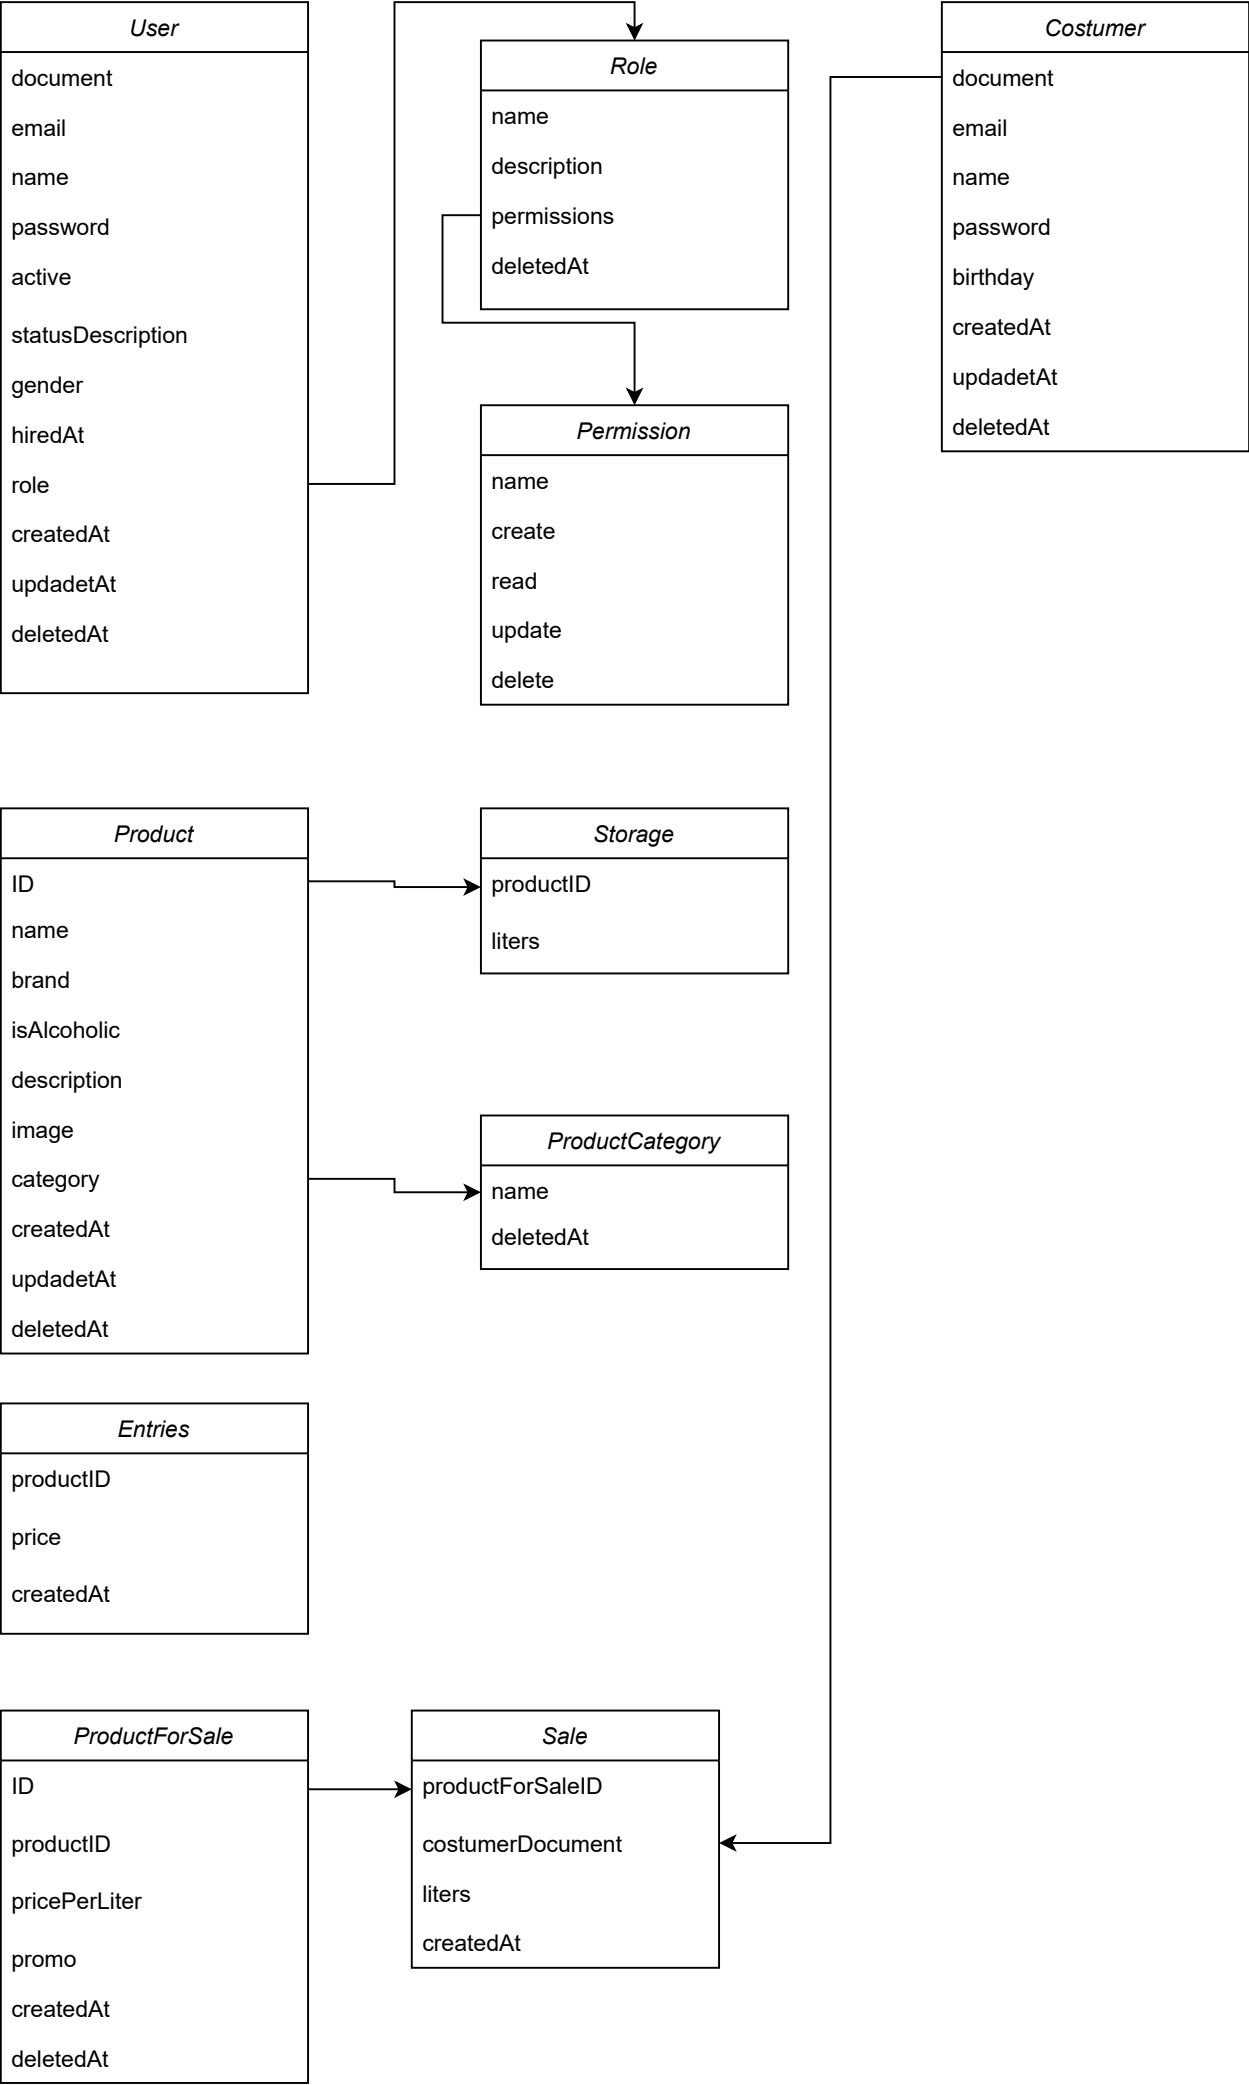 User
document
email
name
password
active
statusDescription
gender
hiredAt
role
createdAt
updadetAt
deletedAt
Role
name
description
permissions
deletedAt
Permission
name
create
read
update
delete
Costumer
document
email
name
password
birthday
createdAt
updadetAt
deletedAt
Product
ID
name
brand
isAlcoholic
description
image
category
createdAt
updadetAt
deletedAt
Storage
productID
liters
ProductCategory
name
deletedAt
Entries
productID
price
createdAt
ProductForSale
ID
productID
pricePerLiter
promo
createdAt
deletedAt
Sale
productForSaleID
costumerDocument
liters
createdAt